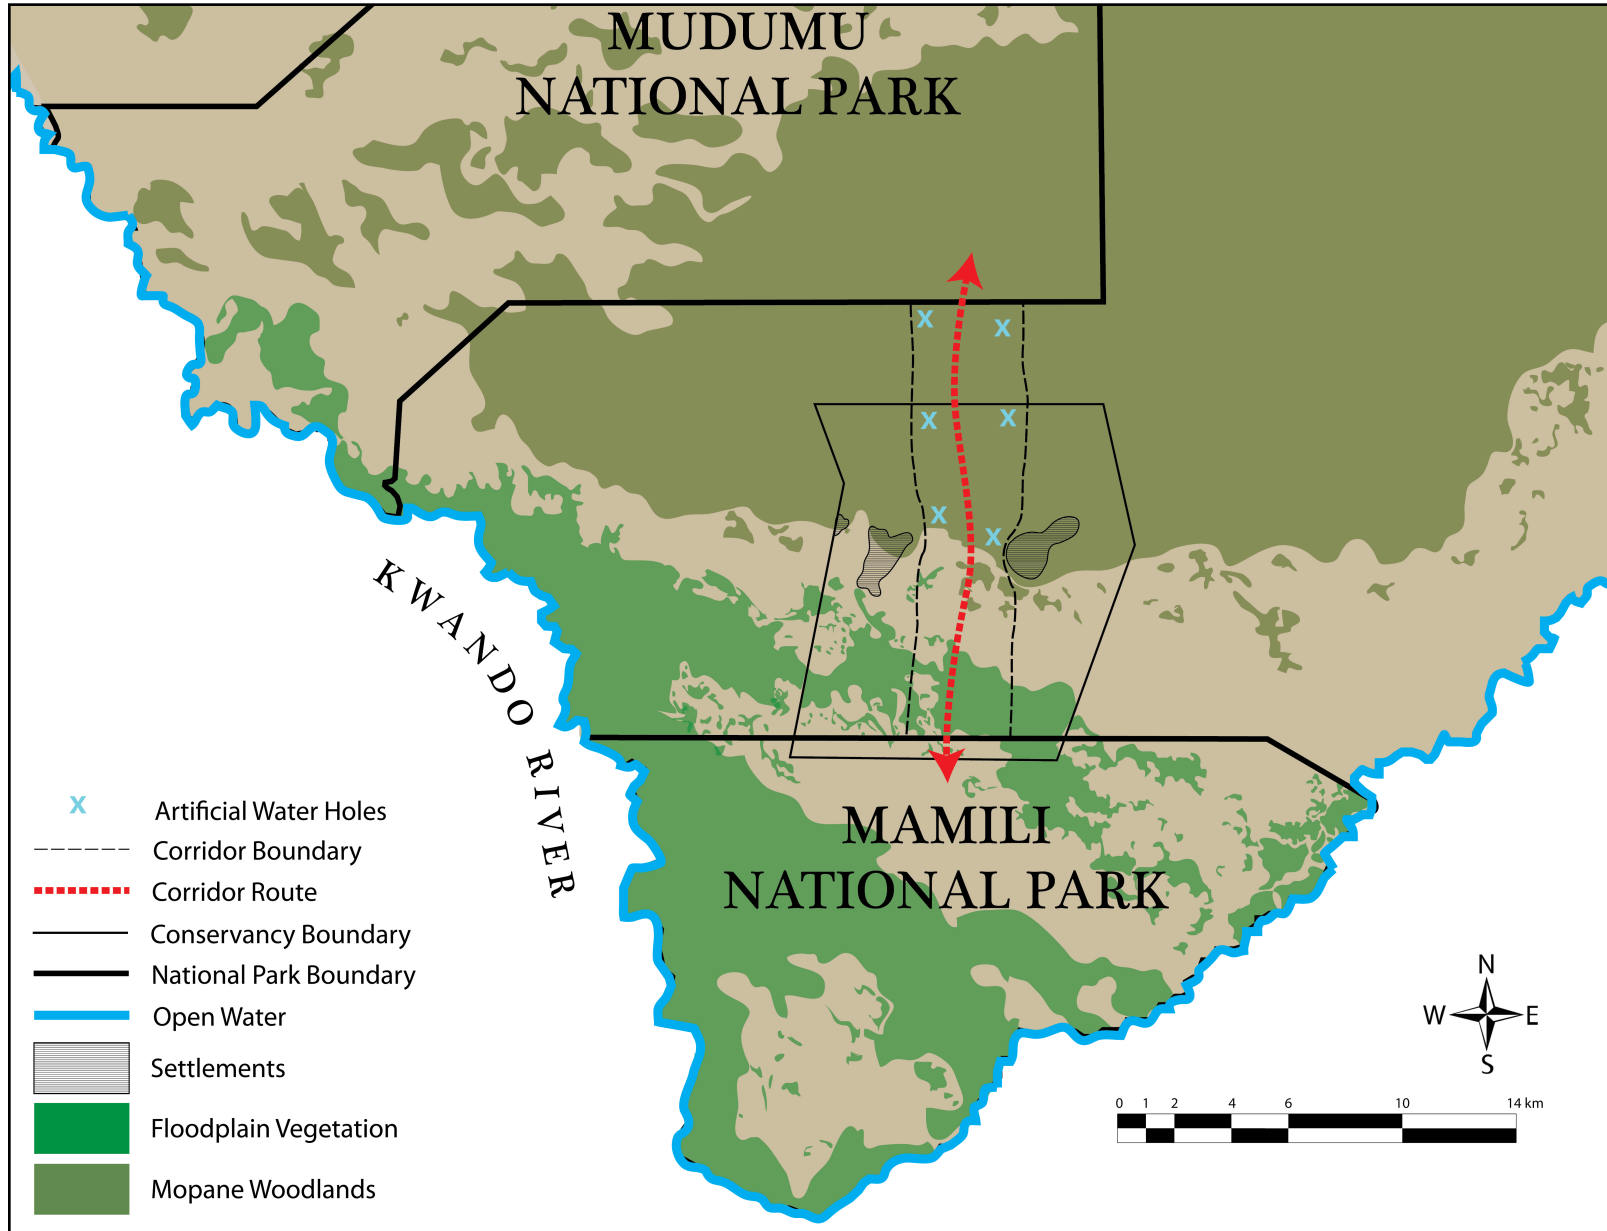 MUDUMU
NATIONAL PARK
x
x
x
x
x
x
KWANDO RIVER
MAMILI
NATIONAL PARK
x Artificial Water Holes
Corridor Boundary
Corridor Route
Conservancy Boundary
National Park Boundary
Open Water
Settlements
Floodplain Vegetation
Mopane Woodlands
N
W E
S
0 1 2 4 6 10 14 km